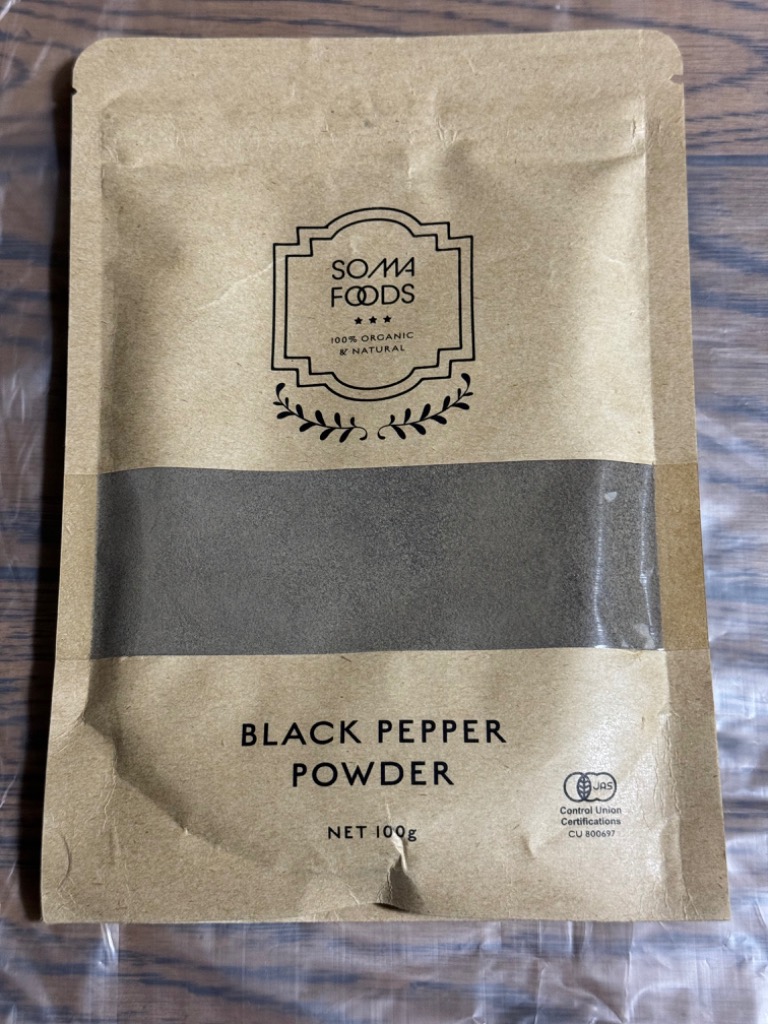 SOMA
FOODS
100% ORGANIC
& NATURAL
BLACK PEPPER
POWDER
NET 100g
JAS
Control Union
Certifications
CU 800697